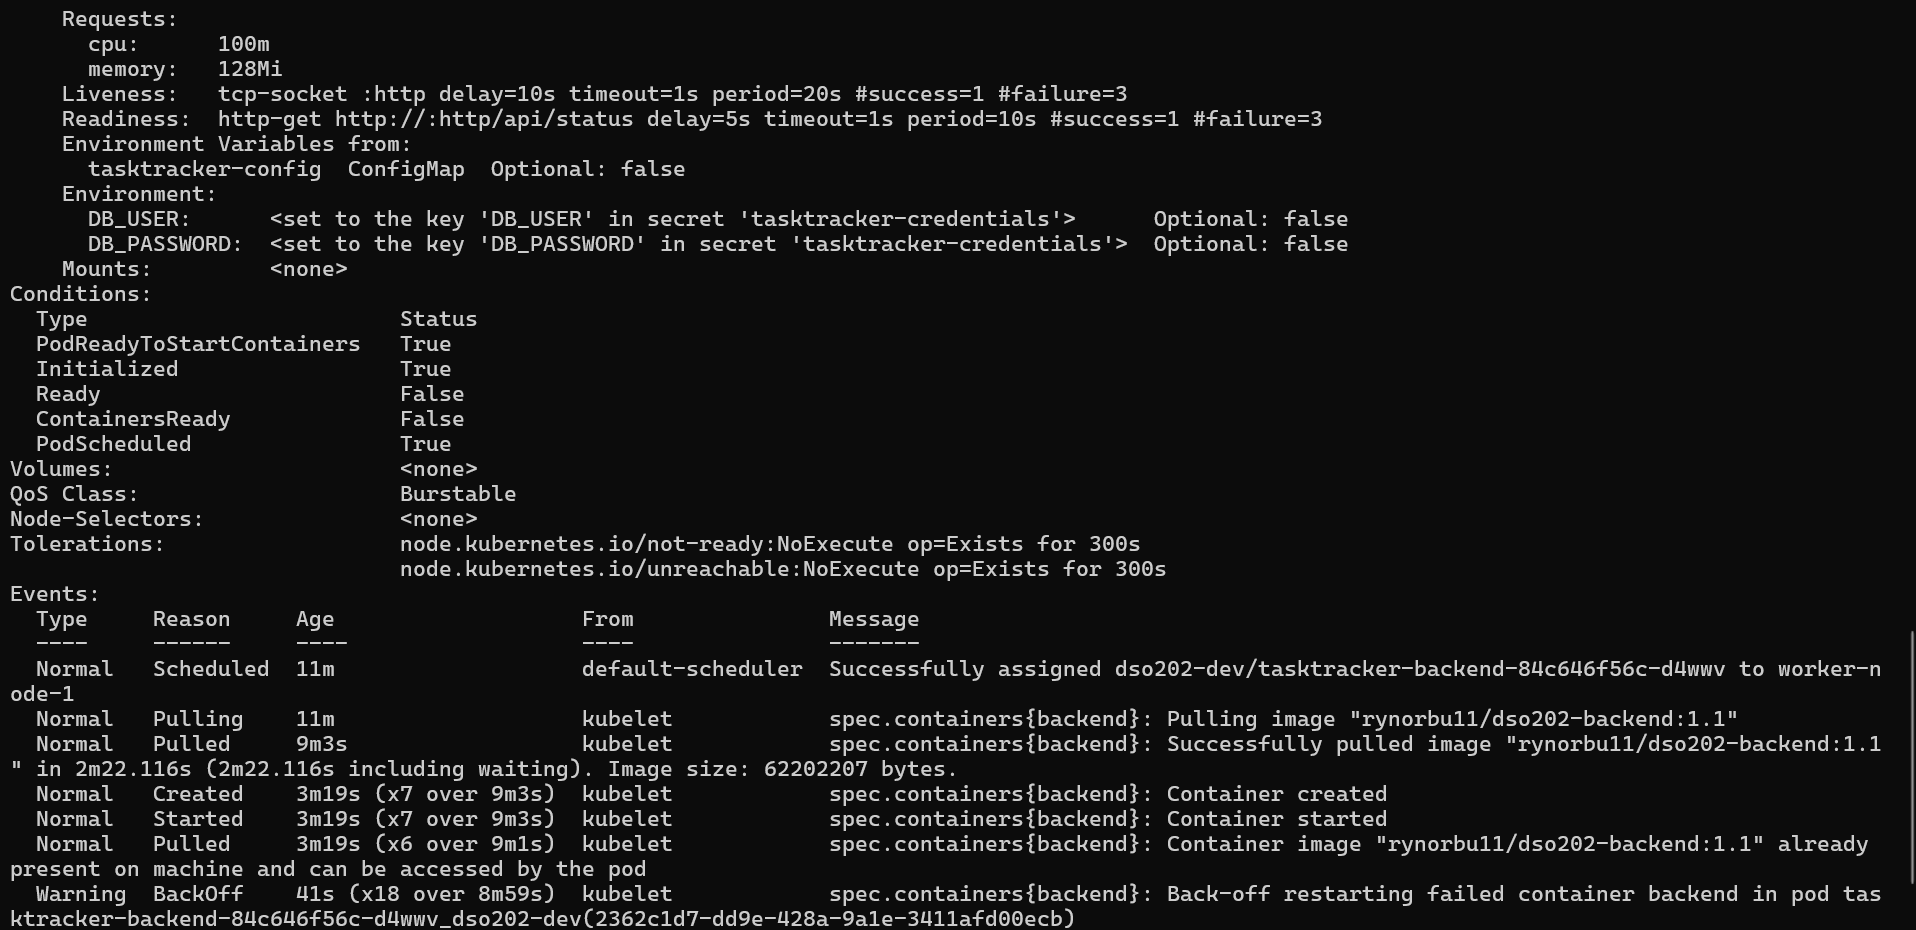 Requests:
      cpu:      100m
      memory:   128Mi
    Liveness:   tcp-socket :http delay=10s timeout=1s period=20s #success=1 #failure=3
    Readiness:  http-get http://:http/api/status delay=5s timeout=1s period=10s #success=1 #failure=3
    Environment Variables from:
      tasktracker-config  ConfigMap  Optional: false
    Environment:
      DB_USER:      <set to the key 'DB_USER' in secret 'tasktracker-credentials'>      Optional: false
      DB_PASSWORD:  <set to the key 'DB_PASSWORD' in secret 'tasktracker-credentials'>  Optional: false
    Mounts:         <none>
Conditions:
  Type                        Status
  PodReadyToStartContainers   True
  Initialized                 True
  Ready                       False
  ContainersReady             False
  PodScheduled                True
Volumes:                      <none>
QoS Class:                    Burstable
Node-Selectors:               <none>
Tolerations:                  node.kubernetes.io/not-ready:NoExecute op=Exists for 300s
                              node.kubernetes.io/unreachable:NoExecute op=Exists for 300s
Events:
  Type     Reason     Age                   From               Message
  ----     ------     ----                  ----               -------
  Normal   Scheduled  11m                   default-scheduler  Successfully assigned dso202-dev/tasktracker-backend-84c646f56c-d4wwv to worker-n
ode-1
  Normal   Pulling    11m                   kubelet            spec.containers{backend}: Pulling image "rynorbu11/dso202-backend:1.1"
  Normal   Pulled     9m3s                  kubelet            spec.containers{backend}: Successfully pulled image "rynorbu11/dso202-backend:1.1
" in 2m22.116s (2m22.116s including waiting). Image size: 62202207 bytes.
  Normal   Created    3m19s (x7 over 9m3s)  kubelet            spec.containers{backend}: Container created
  Normal   Started    3m19s (x7 over 9m3s)  kubelet            spec.containers{backend}: Container started
  Normal   Pulled     3m19s (x6 over 9m1s)  kubelet            spec.containers{backend}: Container image "rynorbu11/dso202-backend:1.1" already
present on machine and can be accessed by the pod
  Warning  BackOff    41s (x18 over 8m59s)  kubelet            spec.containers{backend}: Back-off restarting failed container backend in pod tas
ktracker-backend-84c646f56c-d4wwv_dso202-dev(2362c1d7-dd9e-428a-9a1e-3411afd00ecb)